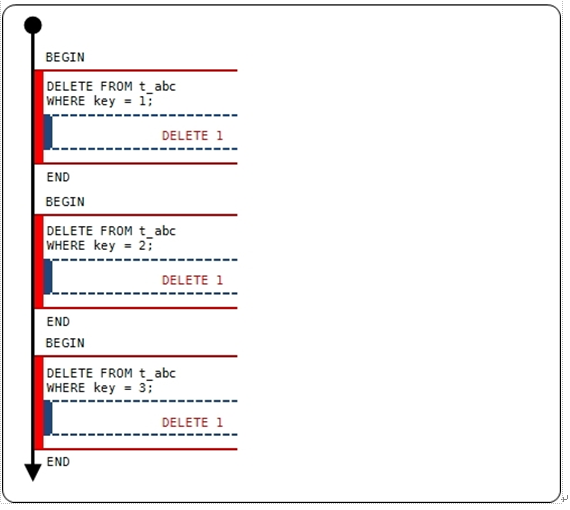 BEGIN
DELETE FROM t_abc
WHERE key = 1;
DELETE 1
END
BEGIN
DELETE FROM t_abc
WHERE key = 2;
DELETE 1
END
BEGIN
DELETE FROM t_abc
WHERE key = 3;
DELETE 1
END